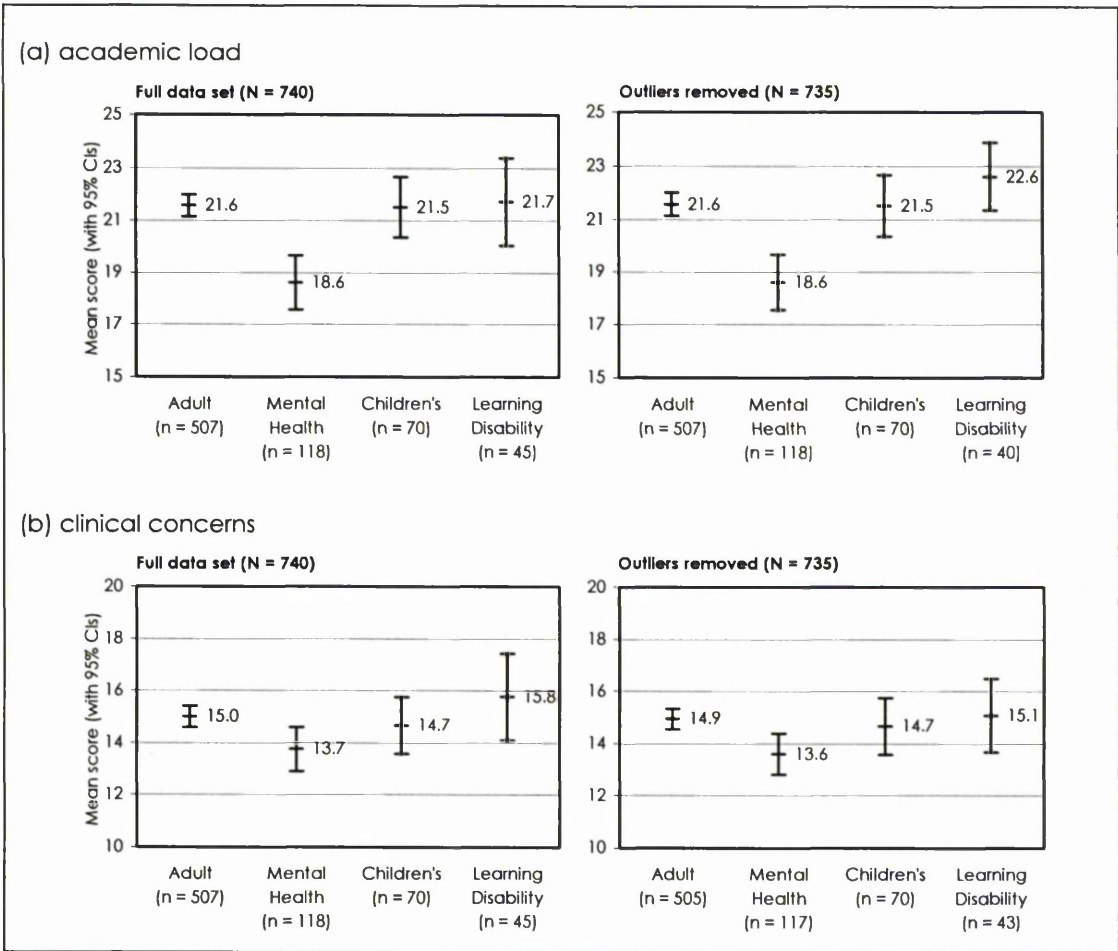 (a) academic load
Full data set (N = 740)
Mean score (with 95% CIs)
25
23
21
19
17
15
21.6
18.6
21.5
21.7
Adult
(n = 507)
Mental
Health
(n = 118)
Children's
(n = 70)
Learning
Disability
(n = 45)
Outliers removed (N = 735)
25
23
21
19
17
15
21.6
18.6
21.5
22.6
Adult
(n = 507)
Mental
Health
(n = 118)
Children's
(n = 70)
Learning
Disability
(n = 40)
(b) clinical concerns
Full data set (N = 740)
Mean score (with 95% CIs)
20
18
16
14
12
10
15.0
13.7
14.7
15.8
Adult
(n = 507)
Mental
Health
(n = 118)
Children's
(n = 70)
Learning
Disability
(n = 45)
Outliers removed (N = 735)
20
18
16
14
12
10
14.9
13.6
14.7
15.1
Adult
(n = 505)
Mental
Health
(n = 117)
Children's
(n = 70)
Learning
Disability
(n = 43)